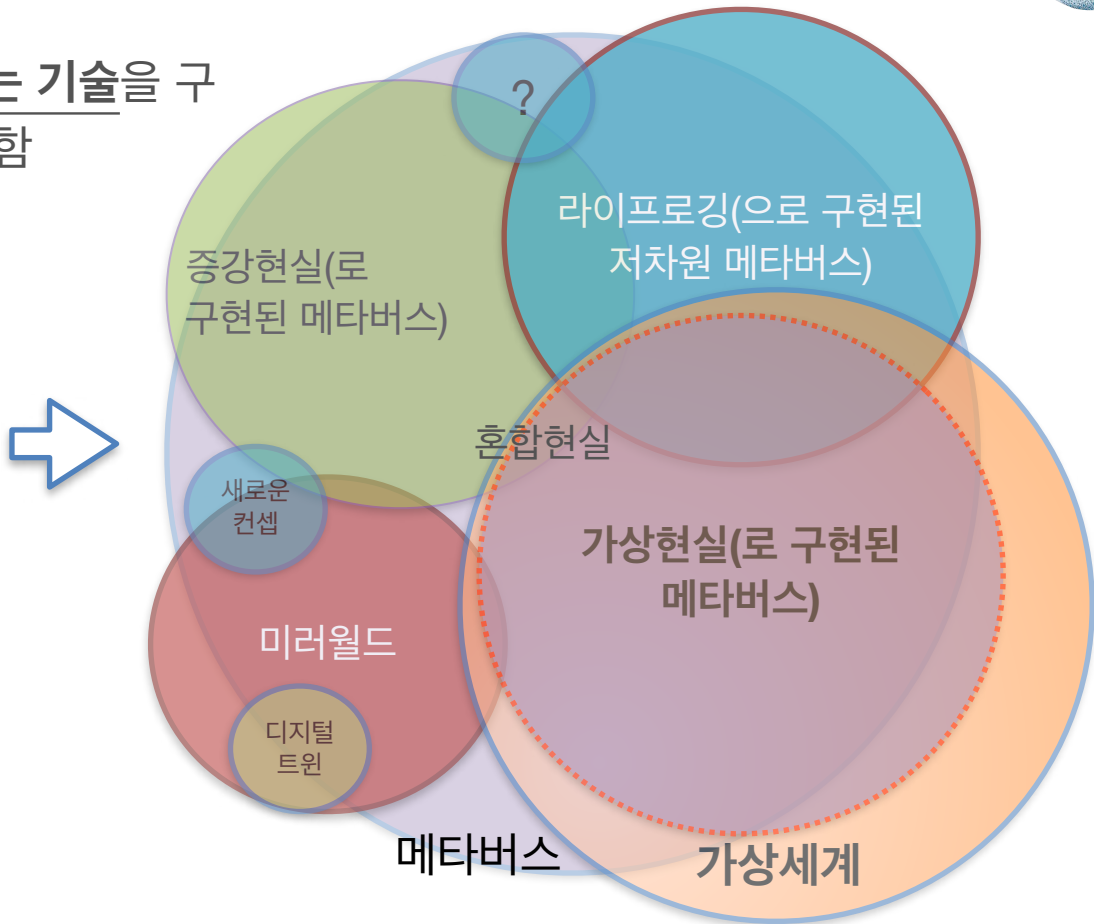 는 기술을 구
함
?
라이프로깅(으로 구현된
저차원 메타버스)
증강현실(로
구현된 메타버스)
혼합현실
새로운
컨셉
가상현실(로 구현된
메타버스)
미러월드
디지털
트윈
메타버스
가상세계